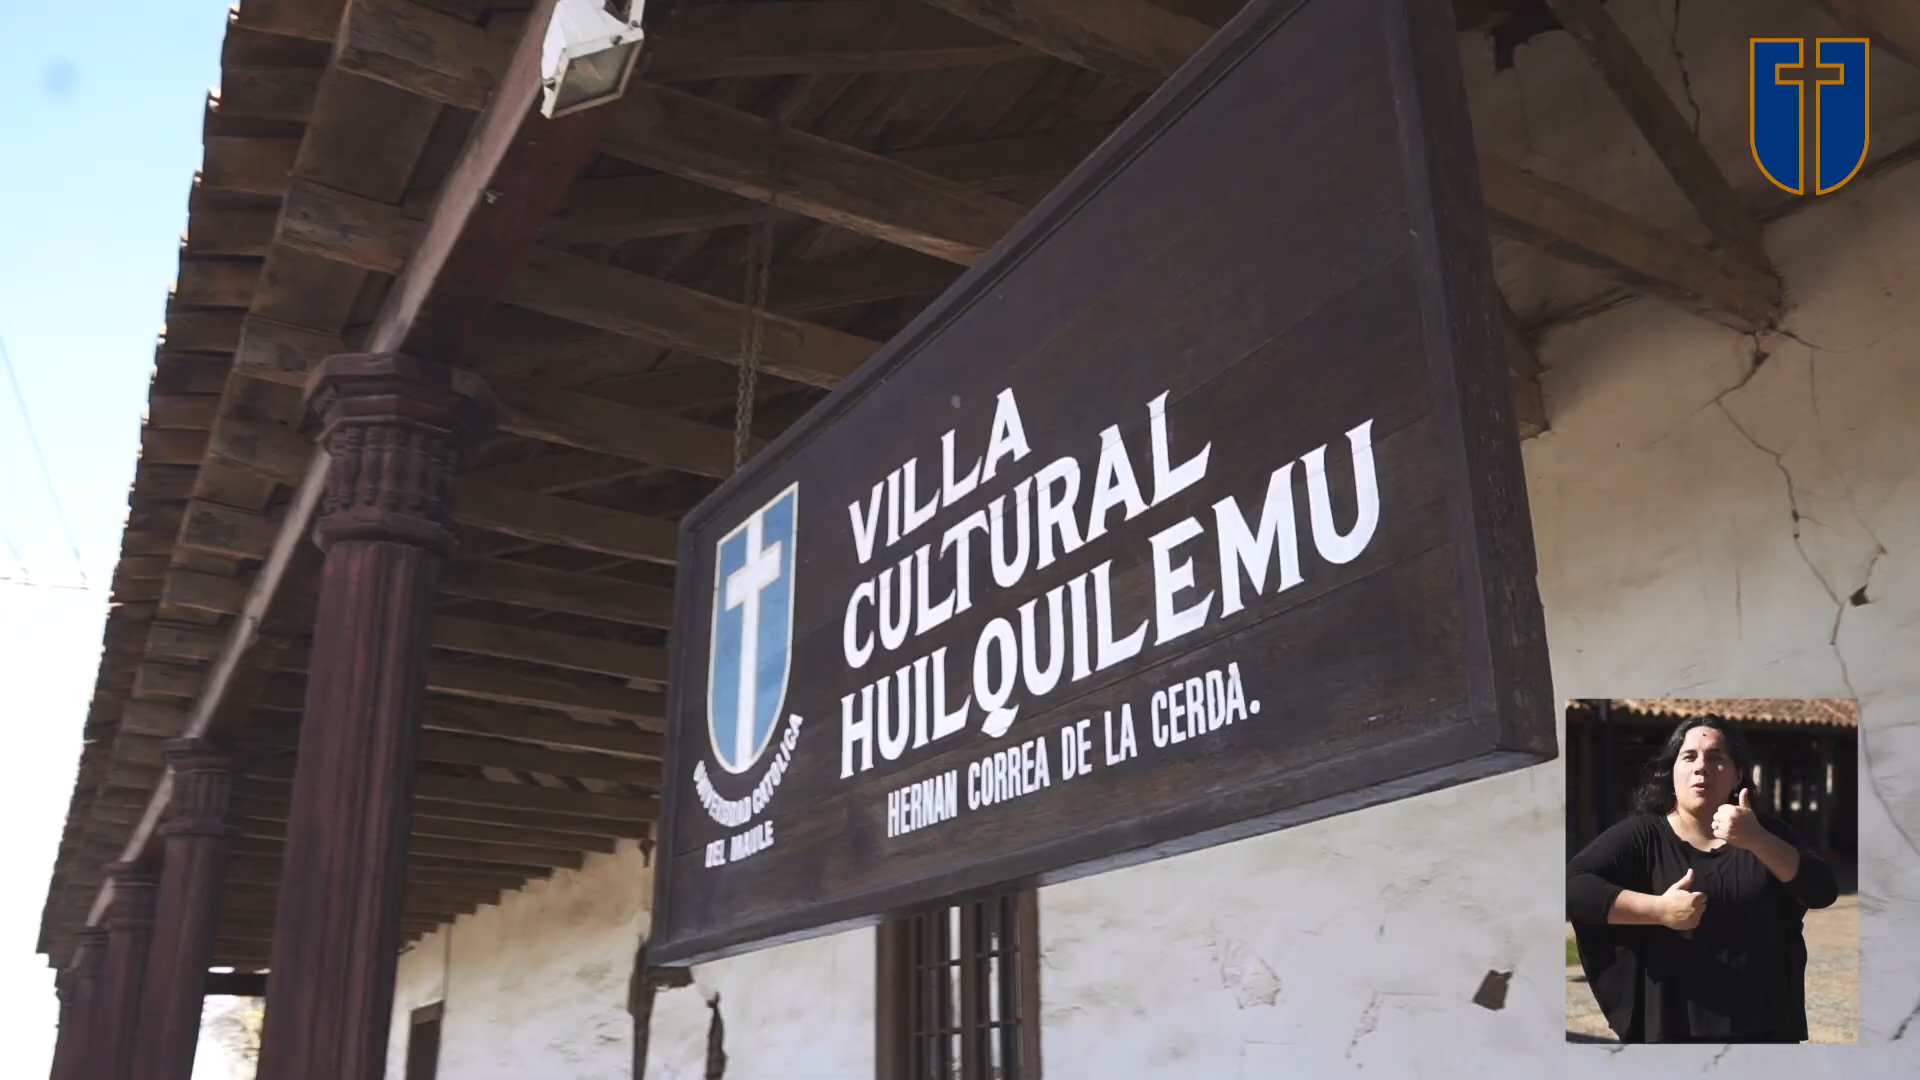 VILLA
CULTURAL
HUILQUILEMU
HERNAN CORREA DE LA CERDA.
UNIVERSIDAD CATOLICA
DEL MAULE